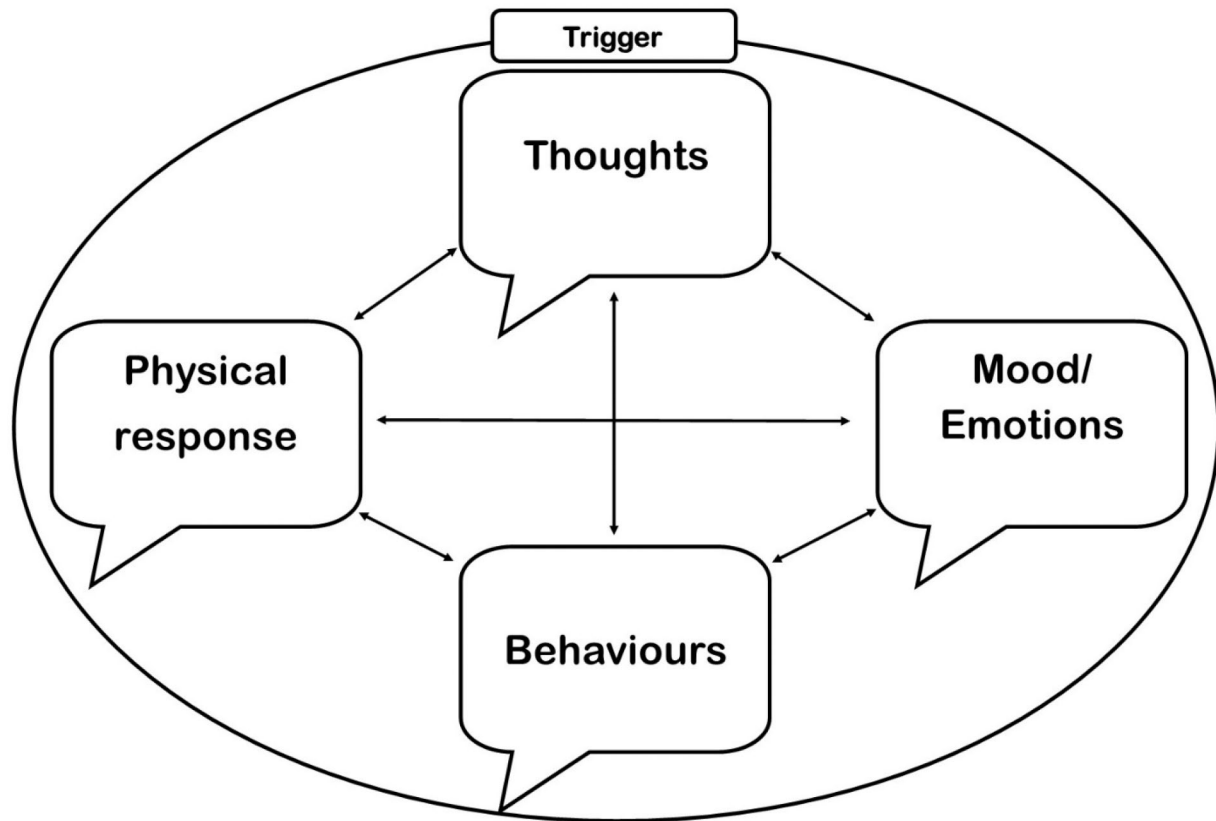 Trigger
Thoughts
Physical
response
Mood/
Emotions
Behaviours